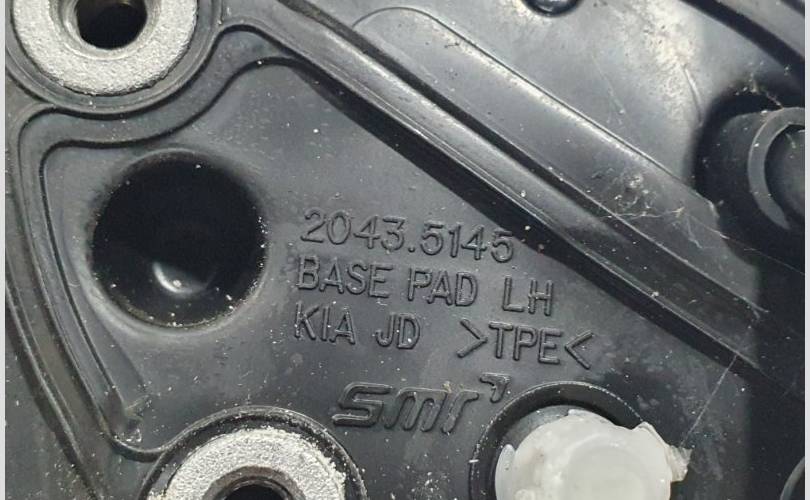 2043.5145
BASE PAD LH
KIA JD >TPE<
smr